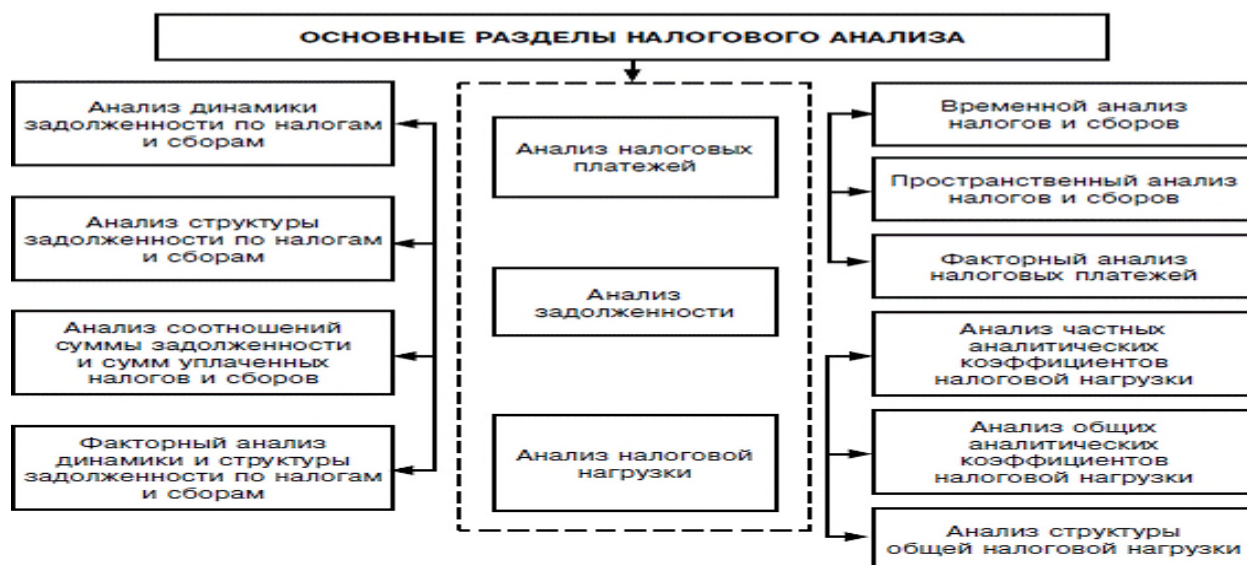 ОСНОВНЫЕ РАЗДЕЛЫ НАЛОГОВОГО АНАЛИЗА
Анализ динамики
задолженности по налогам
и сборам
Анализ структуры
задолженности по налогам
и сборам
Анализ соотношений
суммы задолженности
и сумм уплаченных
налогов и сборов
Факторный анализ
динамики и структуры
задолженности по налогам
и сборам
Анализ налоговых
платежей
Анализ
задолженности
Анализ налоговой
нагрузки
Временной анализ
налогов и сборов
Пространственный анализ
налогов и сборов
Факторный анализ
налоговых платежей
Анализ частных
аналитических
коэффициентов
налоговой нагрузки
Анализ общих
аналитических
коэффициентов
налоговой нагрузки
Анализ структуры
общей налоговой нагрузки